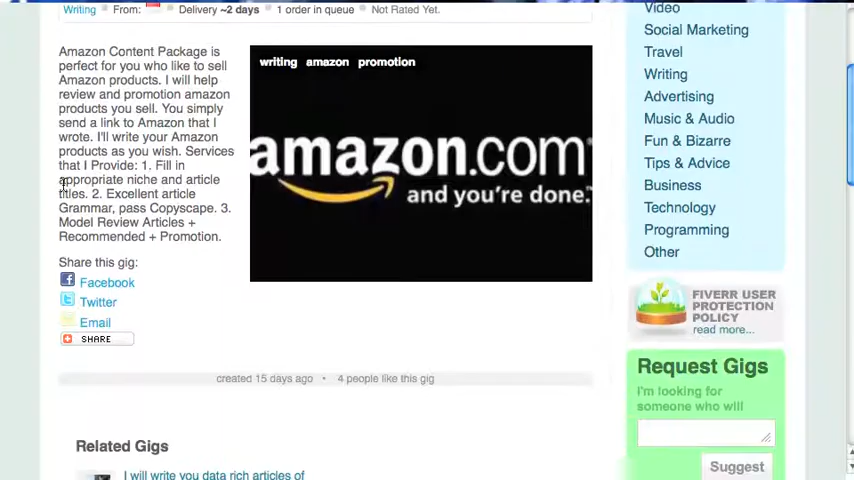 Writing From: Delivery ~2 days 1 order in queue Not Rated Yet.
Amazon Content Package is
perfect for you who like to sell
Amazon products. I will help
review and promotion amazon
products you sell. You simply
send a link to Amazon that I
wrote. I'll write your Amazon
products as you wish. Services
that I Provide: 1. Fill in
appropriate niche and article
titles. 2. Excellent article
Grammar, pass Copyscape. 3.
Model Review Articles +
Recommended + Promotion.
writing amazon promotion
amazon.com
and you're done.™
Share this gig:
Facebook
Twitter
Email
SHARE
created 15 days ago • 4 people like this gig
Related Gigs
I will write you data rich articles of
Video
Social Marketing
Travel
Writing
Advertising
Music & Audio
Fun & Bizarre
Tips & Advice
Business
Technology
Programming
Other
FIVERR USER
PROTECTION
POLICY
read more...
Request Gigs
I'm looking for
someone who will
Suggest